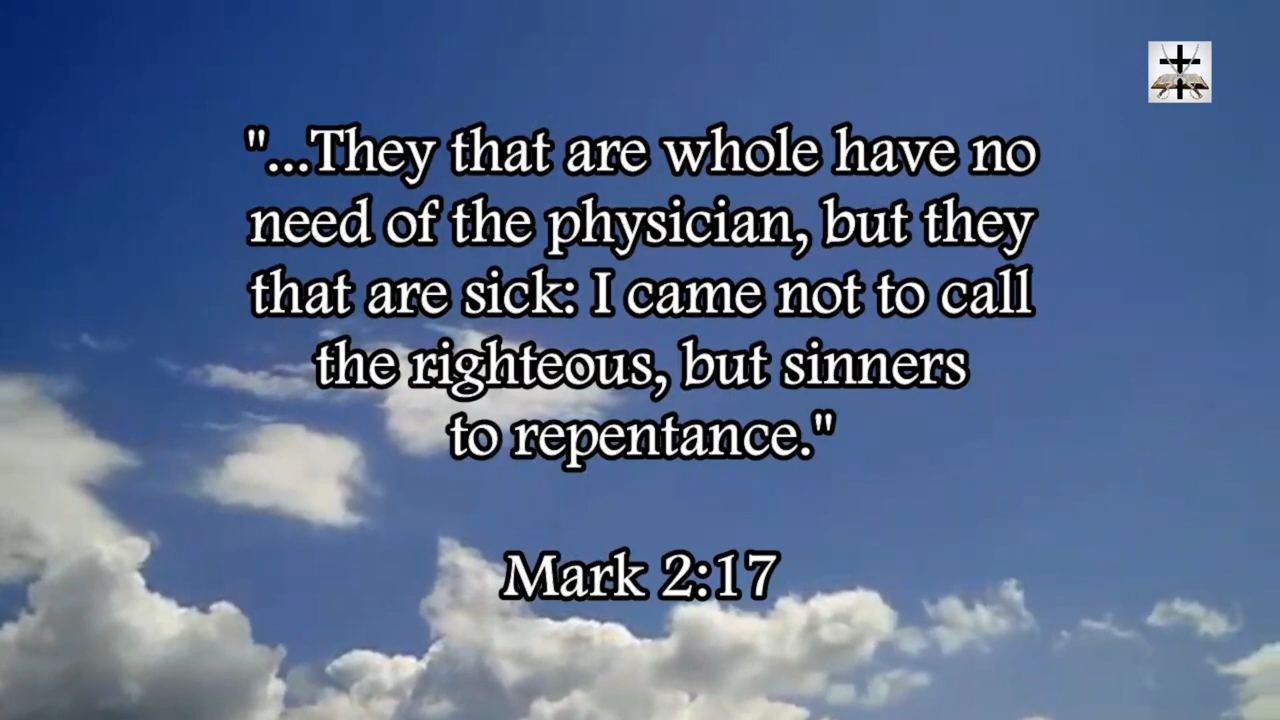 "...They that are whole have no
need of the physician, but they
that are sick: I came not to call
the righteous, but sinners
to repentance."
Mark 2:17